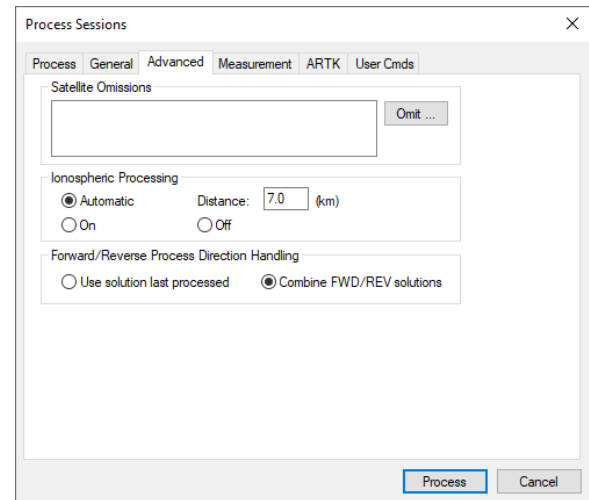 Process Sessions
Process General Advanced Measurement ARTK User Cmds
Satellite Omissions
Omit ...
Ionospheric Processing
Automatic Distance: 7.0 (km)
On Off
Forward/Reverse Process Direction Handling
Use solution last processed Combine FWD/REV solutions
Process Cancel